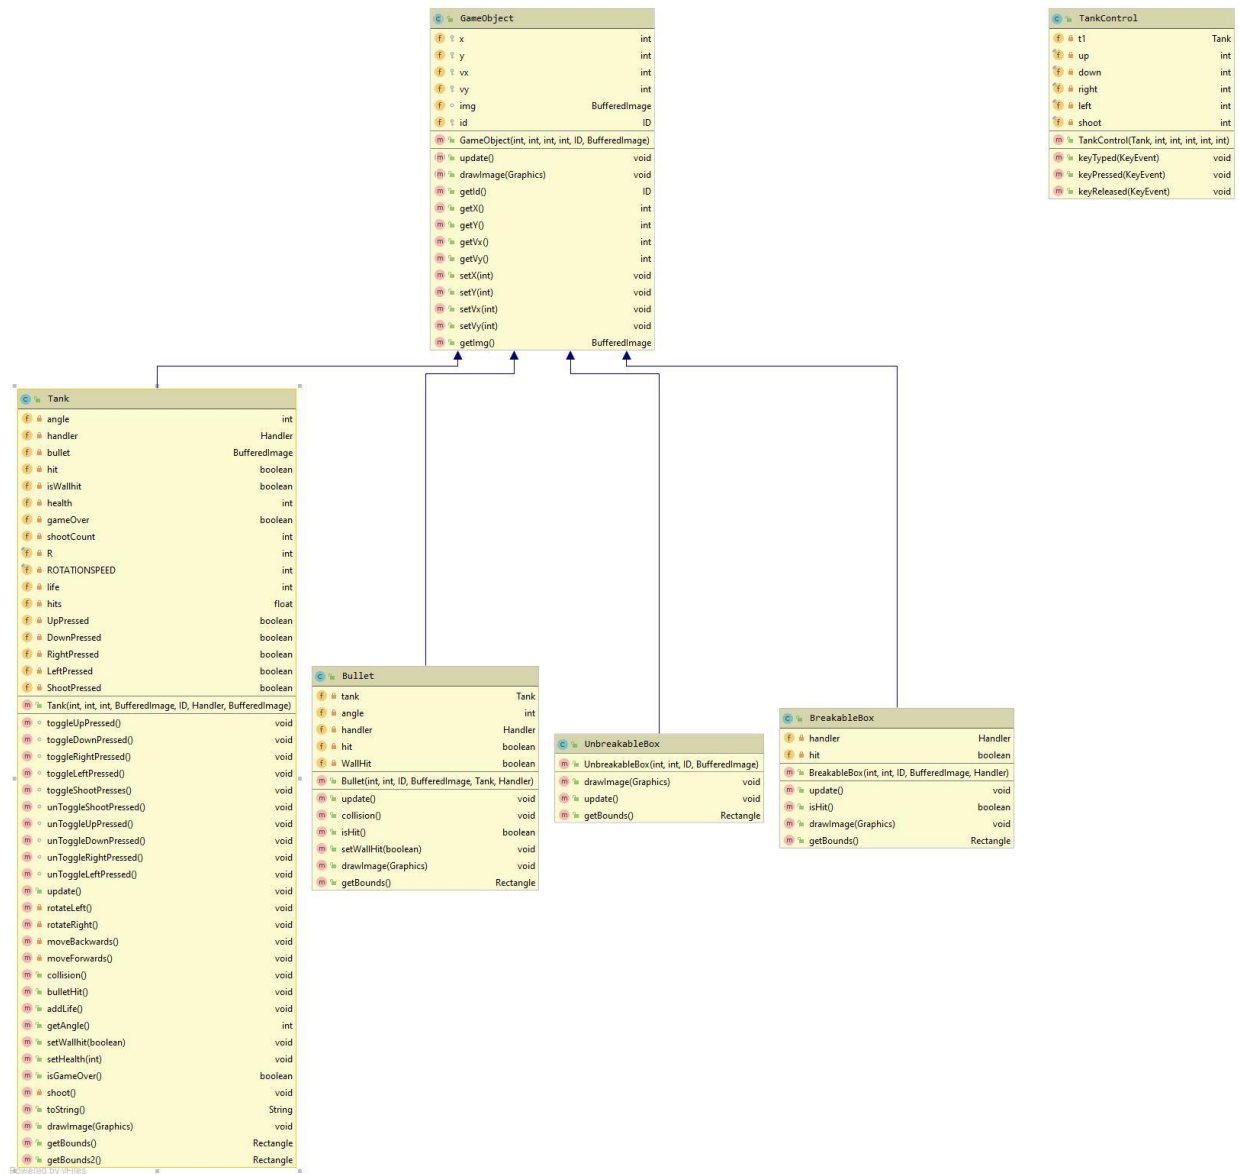 GameObject
x int
y int
vx int
vy int
img BufferedImage
id ID
GameObject(int, int, int, int, ID, BufferedImage)
update() void
drawImage(Graphics) void
getId() ID
getX() int
getY() int
getVx() int
getVy() int
setX(int) void
setY(int) void
setVx(int) void
setVy(int) void
getImg() BufferedImage
TankControl
t1 Tank
up int
down int
right int
left int
shoot int
TankControl(Tank, int, int, int, int, int)
keyTyped(KeyEvent) void
keyPressed(KeyEvent) void
keyReleased(KeyEvent) void
Tank
angle int
handler Handler
bullet BufferedImage
hit boolean
isWallhit boolean
health int
gameOver boolean
shootCount int
R int
ROTATIONSPEED int
life int
hits float
UpPressed boolean
DownPressed boolean
RightPressed boolean
LeftPressed boolean
ShootPressed boolean
Tank(int, int, int, BufferedImage, ID, Handler, BufferedImage)
toggleUpPressed() void
toggleDownPressed() void
toggleRightPressed() void
toggleLeftPressed() void
toggleShootPresses() void
unToggleShootPressed() void
unToggleUpPressed() void
unToggleDownPressed() void
unToggleRightPressed() void
unToggleLeftPressed() void
update() void
rotateLeft() void
rotateRight() void
moveBackwards() void
moveForwards() void
collision() void
bulletHit() void
addLife() void
getAngle() int
setWallhit(boolean) void
setHealth(int) void
isGameOver() boolean
shoot() void
toString() String
drawImage(Graphics) void
getBounds() Rectangle
getBounds2() Rectangle
Bullet
tank Tank
angle int
handler Handler
hit boolean
WallHit boolean
Bullet(int, int, ID, BufferedImage, Tank, Handler)
update() void
collision() void
isHit() boolean
setWallHit(boolean) void
drawImage(Graphics) void
getBounds() Rectangle
UnbreakableBox
UnbreakableBox(int, int, ID, BufferedImage)
drawImage(Graphics) void
update() void
getBounds() Rectangle
BreakableBox
handler Handler
hit boolean
BreakableBox(int, int, ID, BufferedImage, Handler)
update() void
isHit() boolean
drawImage(Graphics) void
getBounds() Rectangle
Powered by yFiles